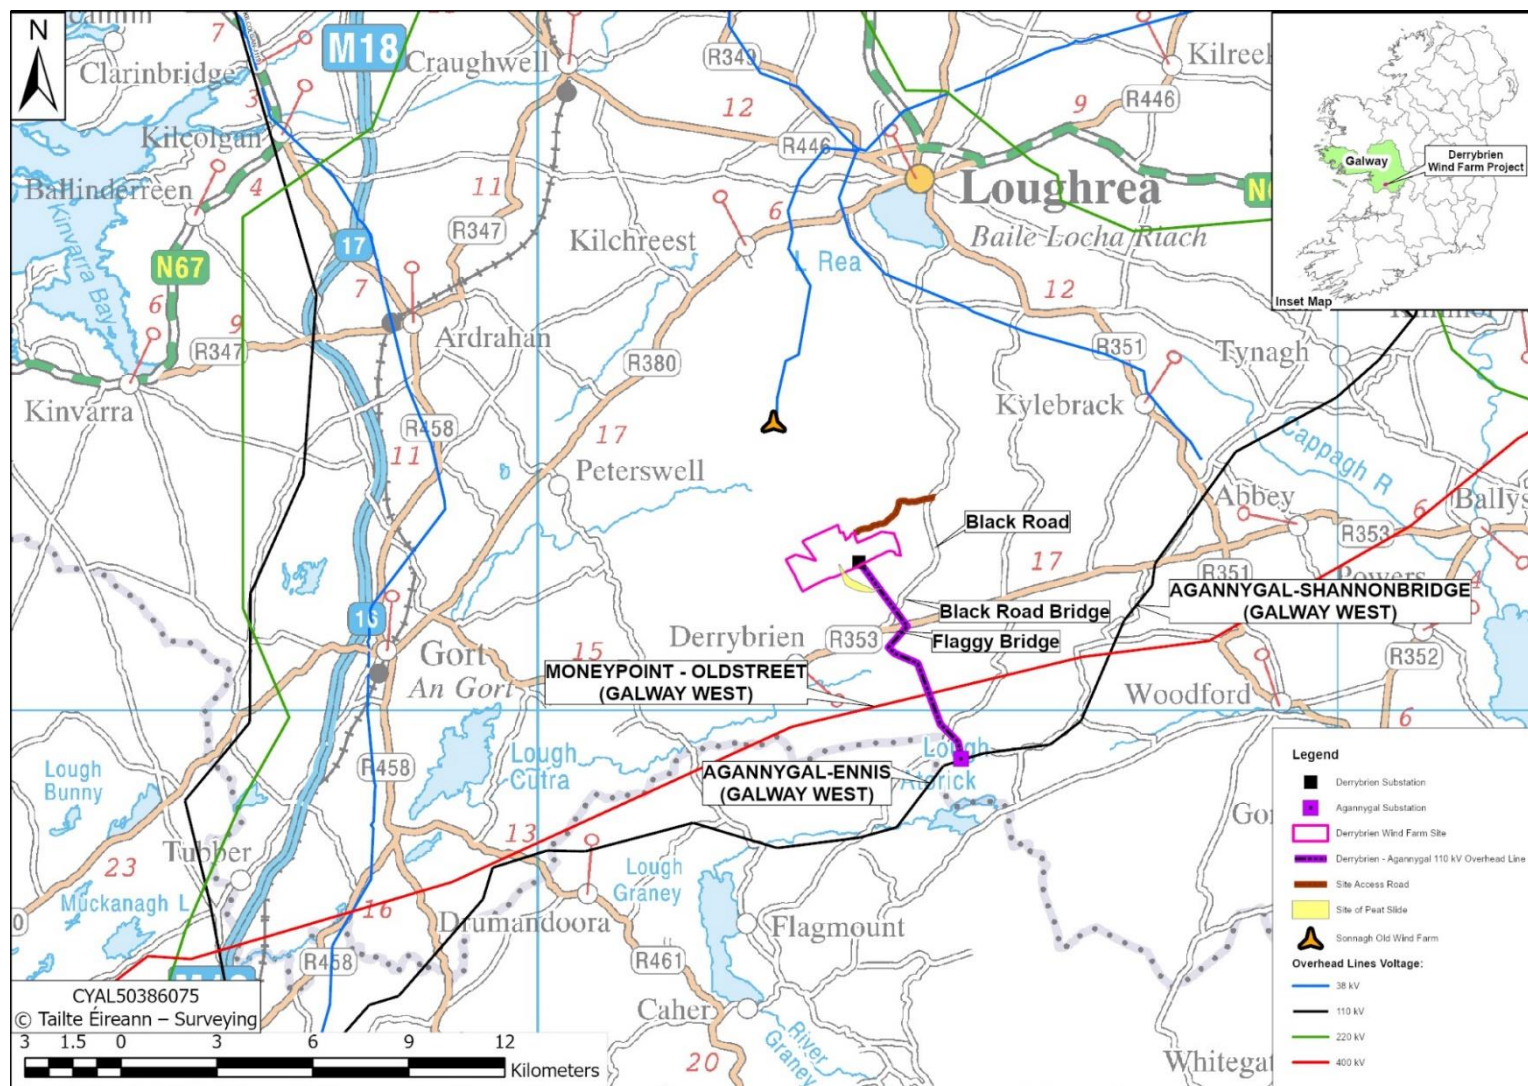 N
7
Clarinbridge
3
Kilcolgan
Ballinderreen
4
Kinvarra Bay
N67
6
9
R347
Kinvarra
M18
Craughwell
R349
12
R446
11
R347
Kilchreest
6
17
7
Ardrahan
R380
R458
11
17
Peterswell
9
R446
Loughrea
Baile Locha Riach
L Rea
12
R351
Kylebrack
Tynagh
Cappagh R
Abbey
6
R353
Black Road
17
R351
AGANNYGAL-SHANNONBRIDGE
(GALWAY WEST)
4
Black Road Bridge
Flaggy Bridge
Derrybrien
R353
R352
16
Gort
An Gort
15
MONEYPOINT - OLDSTREET
(GALWAY WEST)
Woodford
6
R458
Lough
Cutra
Lough
AGANNYGAL-ENNIS
(GALWAY WEST)
Lough
Bunny
Tubber
23
13
Muckanagh L
16
Drumandoora
Lough
Graney
Flagmount
R458
R461
Caher
River
Graney
20
Galway
Derrybrien
Wind Farm Project
Inset Map
Legend
Derrybrien Substation
Agannygal Substation
Derrybrien Wind Farm Site
Derrybrien - Agannygal 110 kV Overhead Line
Site Access Road
Site of Peat Slide
Sonnagh Old Wind Farm
Overhead Lines Voltage:
38 kV
110 kV
220 kV
400 kV
CYAL50386075
© Tailte Éireann – Surveying
3 1.5 0 3 6 9 12
Kilometers